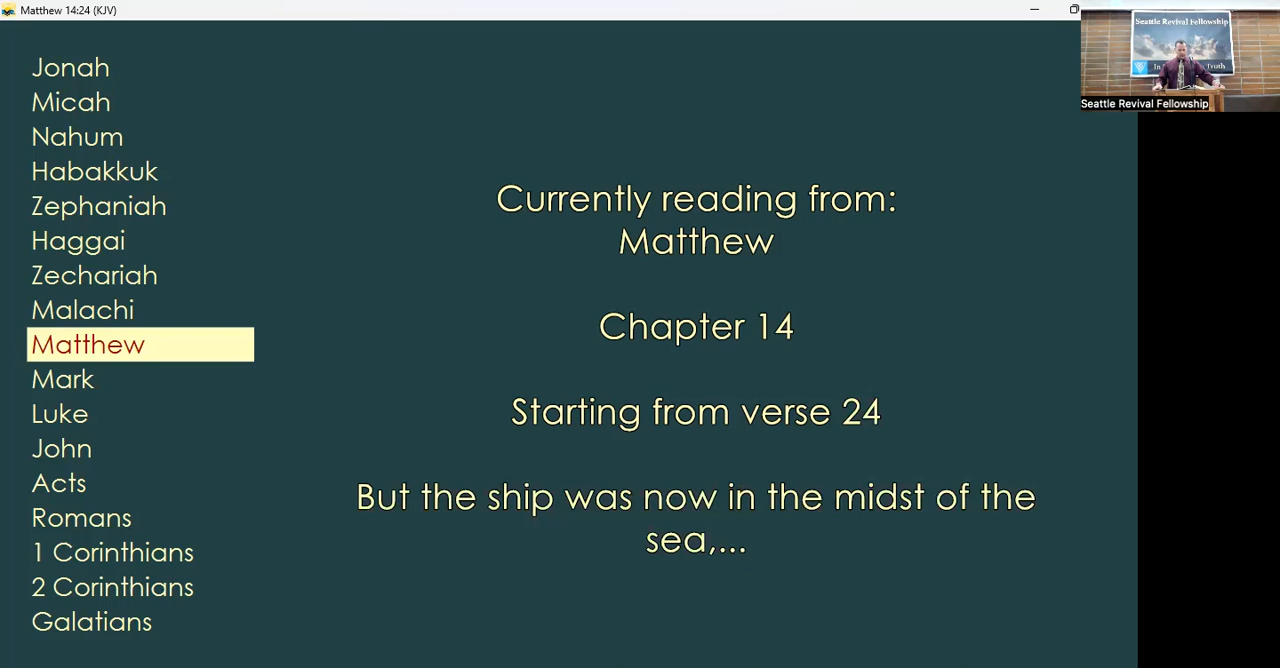 Matthew 14:24 (KJV)
Jonah
Micah
Nahum
Habakkuk
Zephaniah
Haggai
Zechariah
Malachi
Matthew
Mark
Luke
John
Acts
Romans
1 Corinthians
2 Corinthians
Galatians
Currently reading from:
Matthew
Chapter 14
Starting from verse 24
But the ship was now in the midst of the
sea,...
Seattle Revival Fellowship
In Truth
Seattle Revival Fellowship